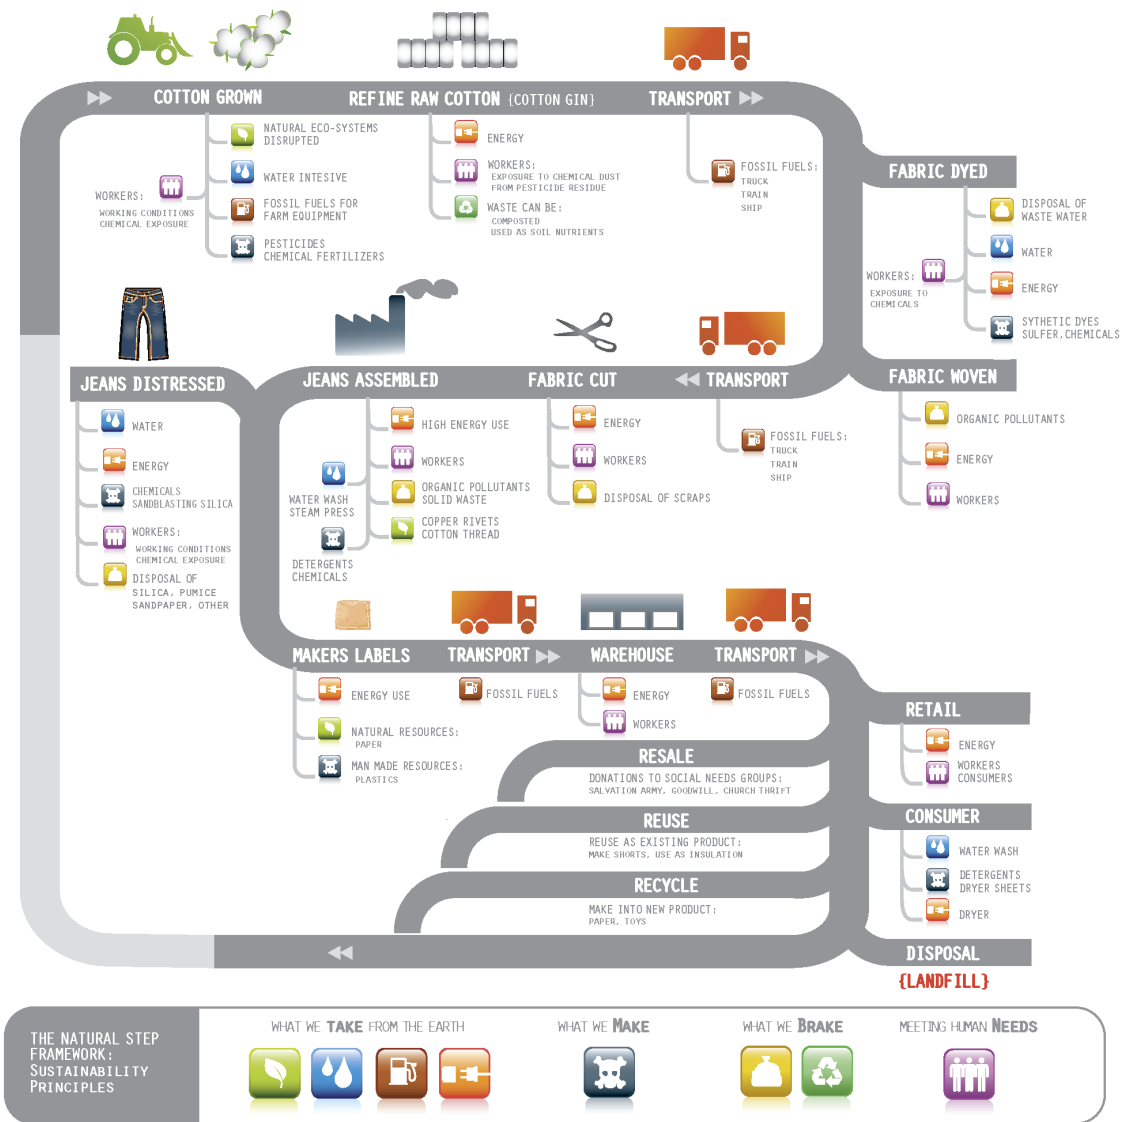 COTTON GROWN
REFINE RAW COTTON {COTTON GIN}
TRANSPORT
NATURAL ECO-SYSTEMS
DISRUPTED
WATER INTESIVE
WORKERS:
WORKING CONDITIONS
CHEMICAL EXPOSURE
FOSSIL FUELS FOR
FARM EQUIPMENT
PESTICIDES
CHEMICAL FERTILIZERS
ENERGY
WORKERS:
EXPOSURE TO CHEMICAL DUST
FROM PESTICIDE RESIDUE
WASTE CAN BE:
COMPOSTED
USED AS SOIL NUTRIENTS
FOSSIL FUELS:
TRUCK
TRAIN
SHIP
FABRIC DYED
DISPOSAL OF
WASTE WATER
WATER
WORKERS:
EXPOSURE TO
CHEMICALS
ENERGY
SYTHETIC DYES
SULFER, CHEMICALS
JEANS DISTRESSED
JEANS ASSEMBLED
FABRIC CUT
TRANSPORT
FABRIC WOVEN
WATER
ENERGY
CHEMICALS
SANDBLASTING SILICA
WORKERS:
WORKING CONDITIONS
CHEMICAL EXPOSURE
DISPOSAL OF
SILICA, PUMICE
SANDPAPER, OTHER
HIGH ENERGY USE
WORKERS
WATER WASH
STEAM PRESS
ORGANIC POLLUTANTS
SOLID WASTE
COPPER RIVETS
COTTON THREAD
DETERGENTS
CHEMICALS
ENERGY
WORKERS
DISPOSAL OF SCRAPS
FOSSIL FUELS:
TRUCK
TRAIN
SHIP
ORGANIC POLLUTANTS
ENERGY
WORKERS
MAKERS LABELS
TRANSPORT
WAREHOUSE
TRANSPORT
ENERGY USE
NATURAL RESOURCES:
PAPER
MAN MADE RESOURCES:
PLASTICS
FOSSIL FUELS
ENERGY
WORKERS
FOSSIL FUELS
RETAIL
ENERGY
WORKERS
CONSUMERS
RESALE
DONATIONS TO SOCIAL NEEDS GROUPS:
SALVATION ARMY, GOODWILL, CHURCH THRIFT
REUSE
REUSE AS EXISTING PRODUCT:
MAKE SHORTS, USE AS INSULATION
RECYCLE
MAKE INTO NEW PRODUCT:
PAPER, TOYS
CONSUMER
WATER WASH
DETERGENTS
DRYER SHEETS
DRYER
DISPOSAL
{LANDFILL}
THE NATURAL STEP
FRAMEWORK:
SUSTAINABILITY
PRINCIPLES
WHAT WE TAKE FROM THE EARTH
WHAT WE MAKE
WHAT WE BRAKE
MEETING HUMAN NEEDS